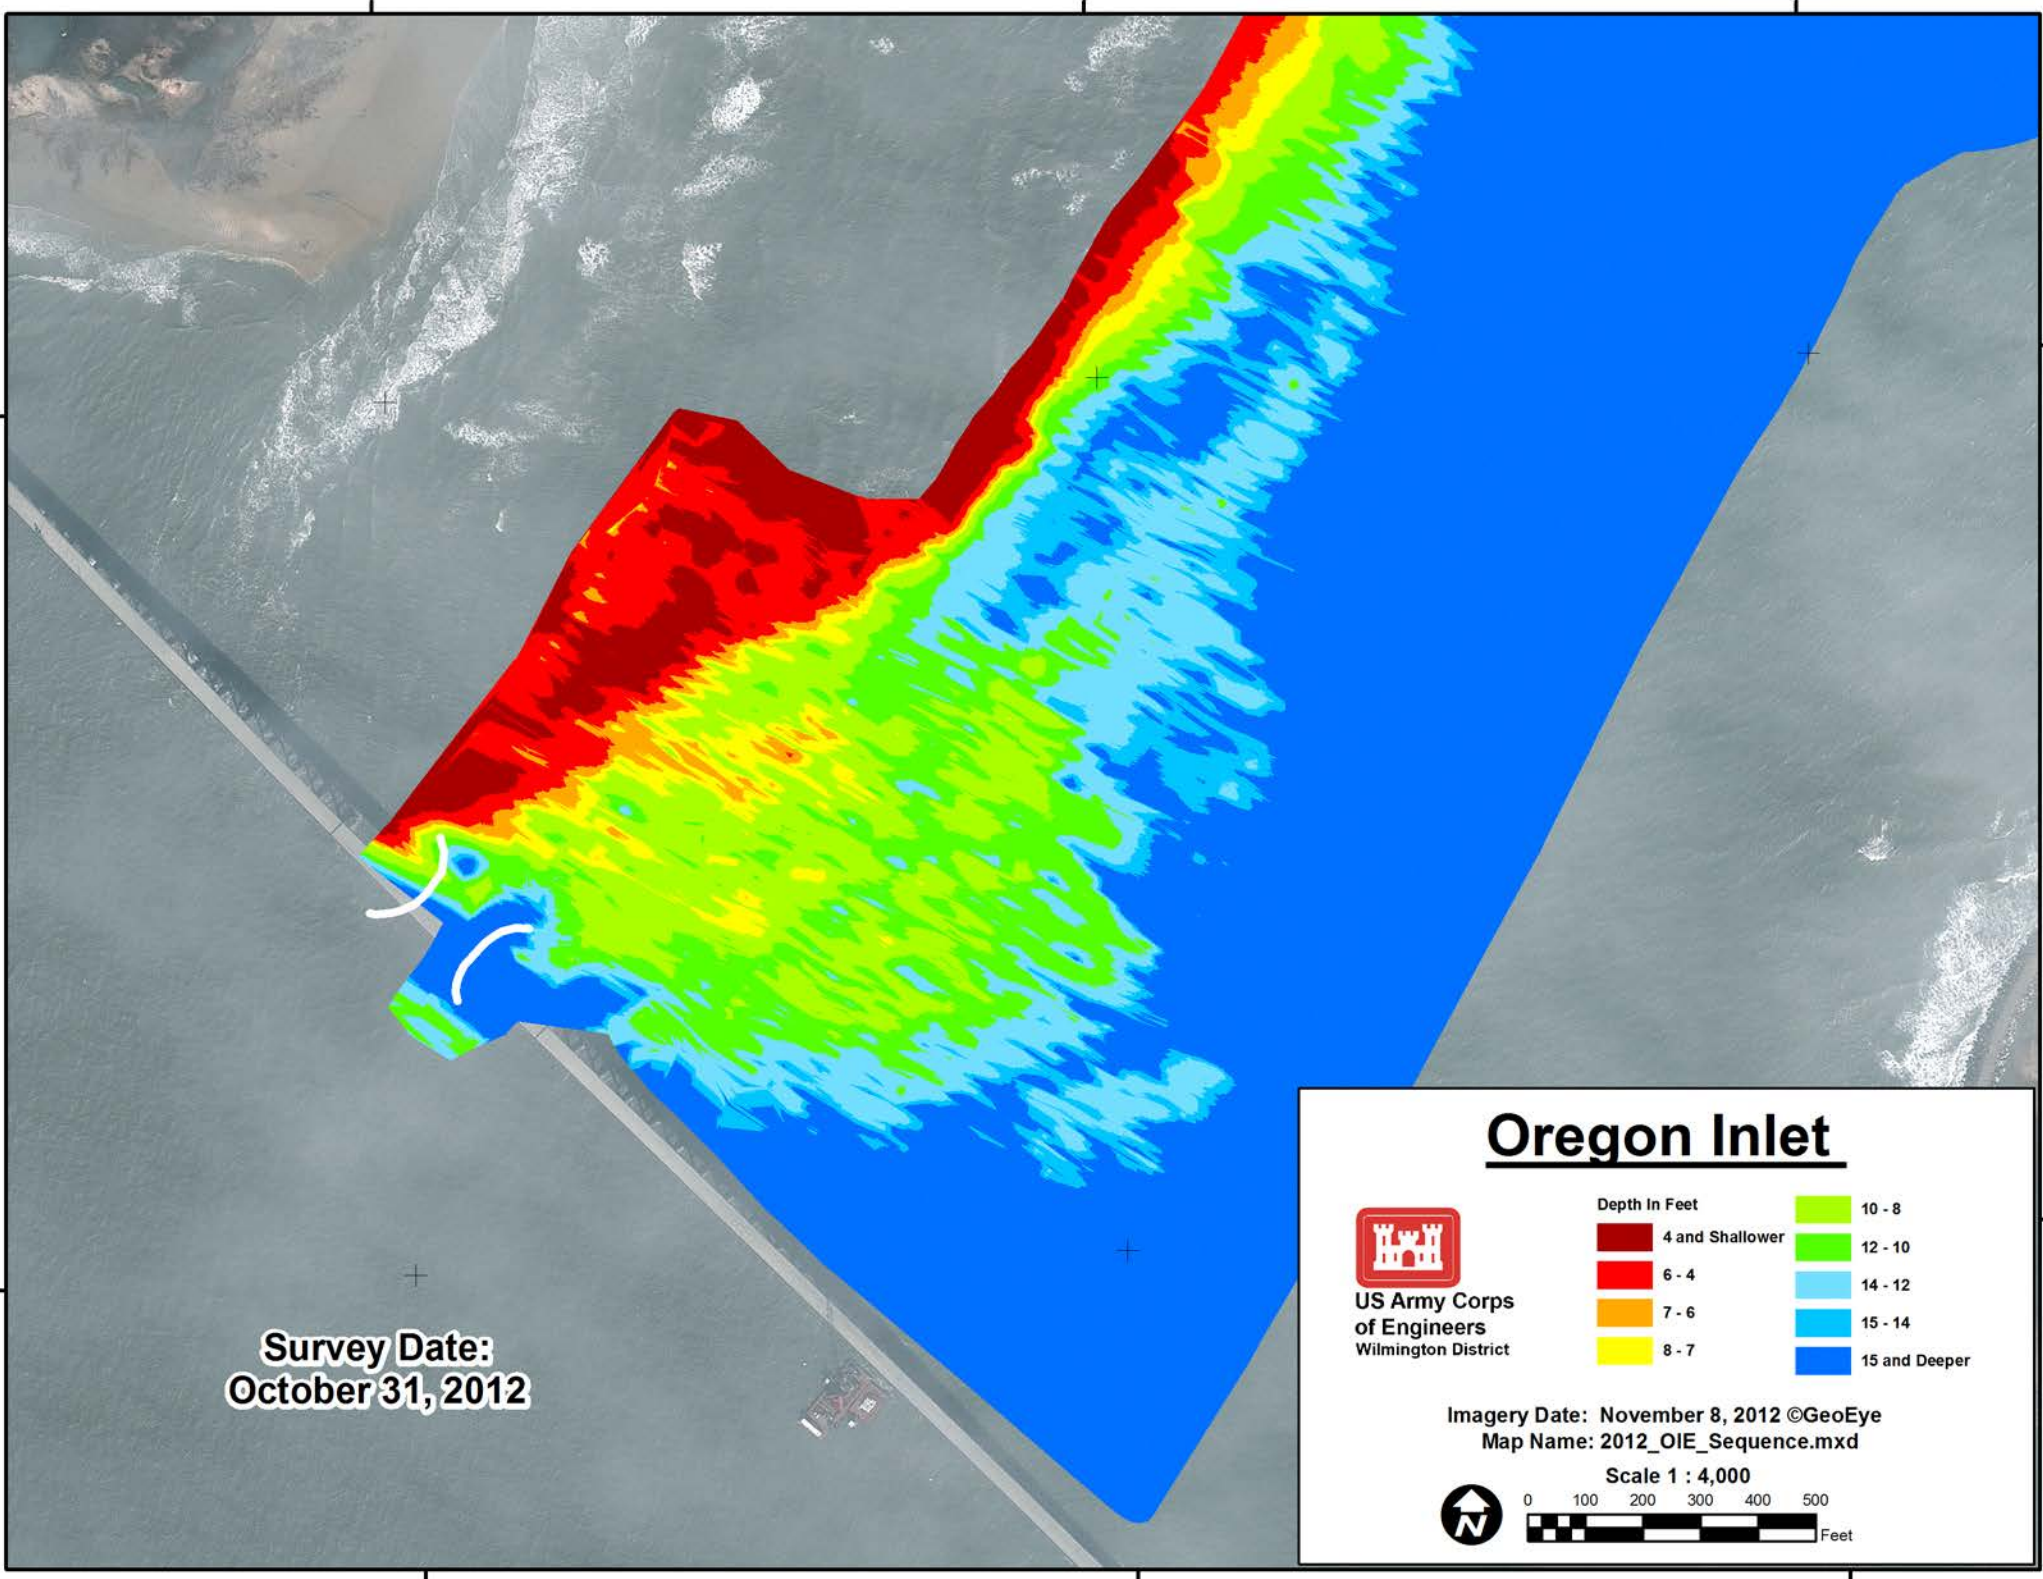 Survey Date:
October 31, 2012
Oregon Inlet
US Army Corps
of Engineers
Wilmington District
Depth In Feet
4 and Shallower
6 - 4
7 - 6
8 - 7
10 - 8
12 - 10
14 - 12
15 - 14
15 and Deeper
Imagery Date: November 8, 2012 ©GeoEye
Map Name: 2012_OIE_Sequence.mxd
Scale 1 : 4,000
N
0 100 200 300 400 500
Feet